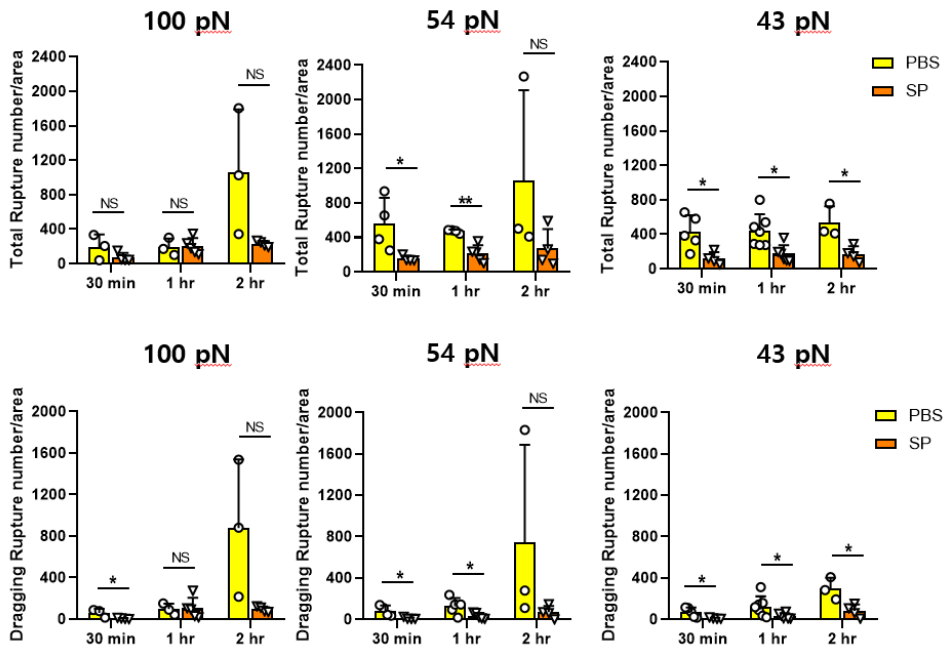 100 pN
54 pN
43 pN
Total Rupture number/area
2400
2000
1600
1200
800
400
0
NS
NS
NS
30 min
1 hr
2 hr
Total Rupture number/area
2400
2000
1600
1200
800
400
0
*
**
NS
30 min
1 hr
2 hr
Total Rupture number/area
2400
2000
1600
1200
800
400
0
*
*
*
30 min
1 hr
2 hr
PBS
SP
100 pN
54 pN
43 pN
Dragging Rupture number/area
2000
1600
1200
800
400
0
*
NS
NS
30 min
1 hr
2 hr
Dragging Rupture number/area
2000
1600
1200
800
400
0
*
*
NS
30 min
1 hr
2 hr
Dragging Rupture number/area
2000
1600
1200
800
400
0
*
*
*
30 min
1 hr
2 hr
PBS
SP